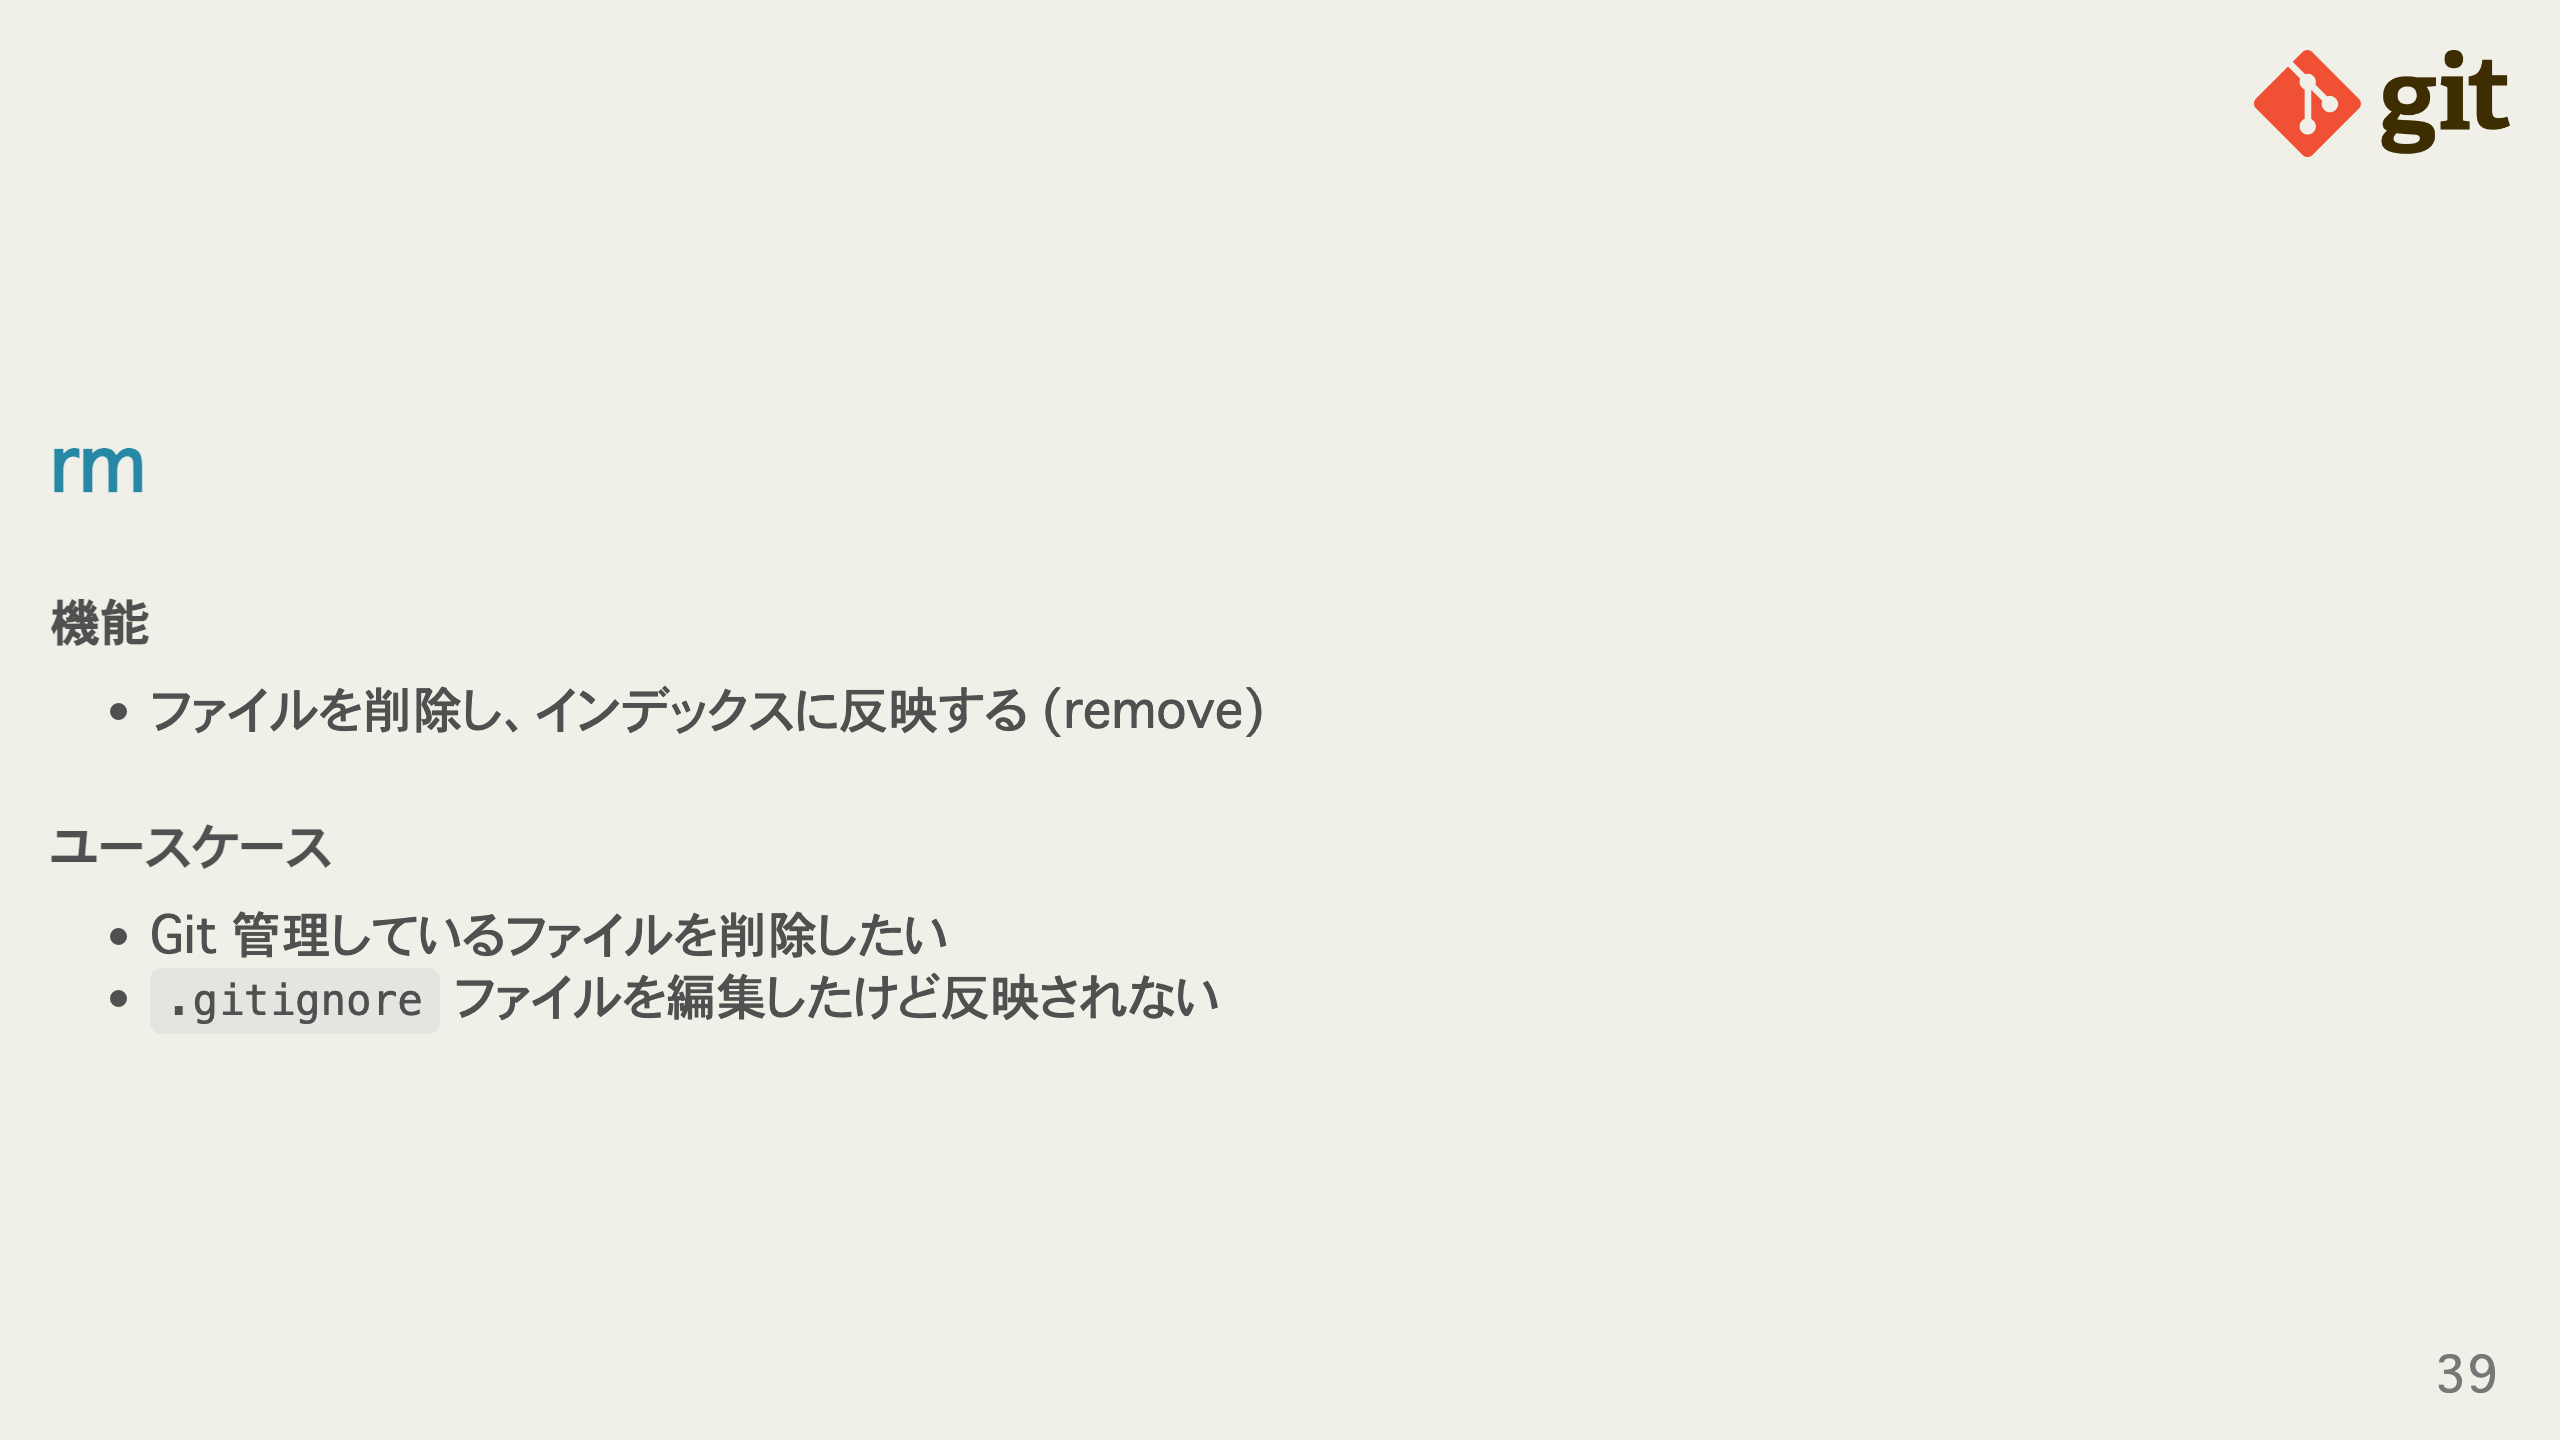 git
rm
機能
ファイルを削除し、インデックスに反映する (remove)
ユースケース
Git 管理しているファイルを削除したい
.gitignore ファイルを編集したけど反映されない
39